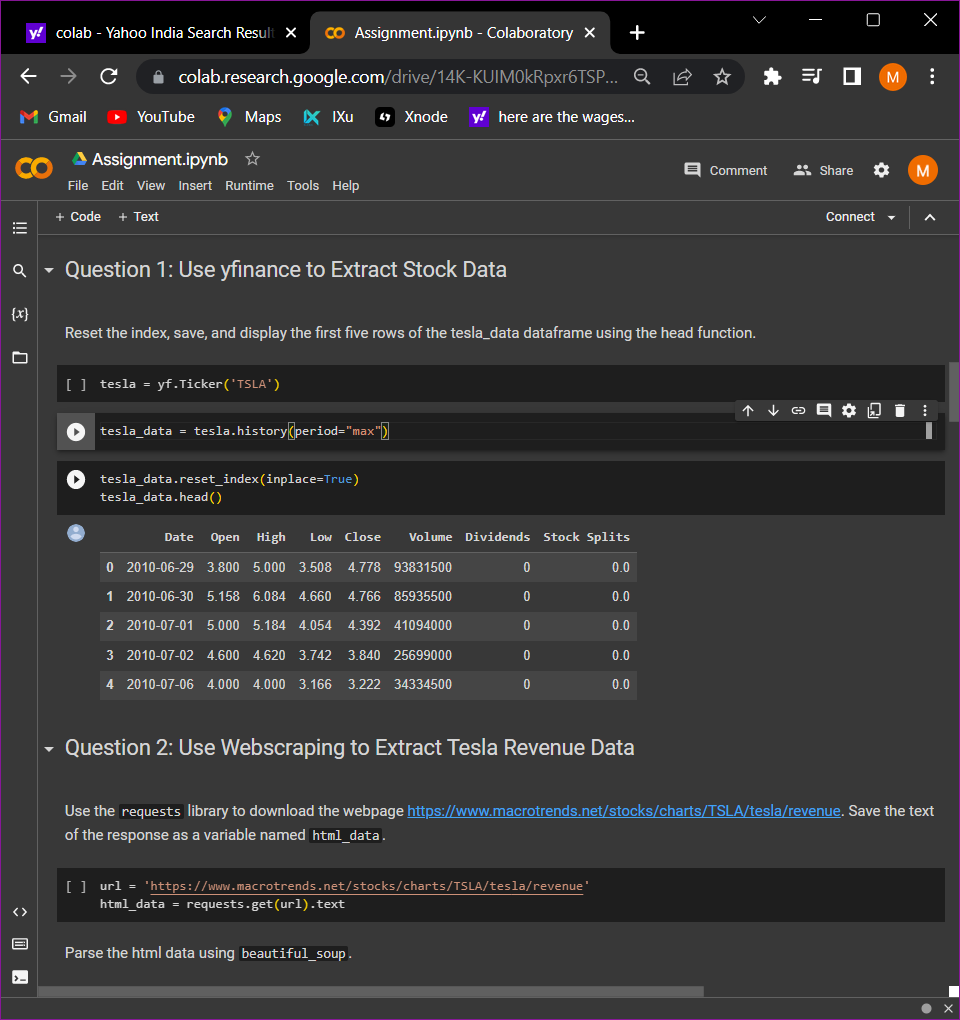 colab - Yahoo India Search Result
Assignment.ipynb - Colaboratory
colab.research.google.com/drive/14K-KUIM0kRpxr6TSP...
M
Gmail
YouTube
Maps
IXu
Xnode
here are the wages...
Assignment.ipynb
File Edit View Insert Runtime Tools Help
Comment
Share
M
+ Code + Text
Connect
Question 1: Use yfinance to Extract Stock Data
Reset the index, save, and display the first five rows of the tesla_data dataframe using the head function.
[ ] tesla = yf.Ticker('TSLA')
tesla_data = tesla.history(period="max")
tesla_data.reset_index(inplace=True)
tesla_data.head()
Date Open High Low Close Volume Dividends Stock Splits
0 2010-06-29 3.800 5.000 3.508 4.778 93831500 0 0.0
1 2010-06-30 5.158 6.084 4.660 4.766 85935500 0 0.0
2 2010-07-01 5.000 5.184 4.054 4.392 41094000 0 0.0
3 2010-07-02 4.600 4.620 3.742 3.840 25699000 0 0.0
4 2010-07-06 4.000 4.000 3.166 3.222 34334500 0 0.0
Question 2: Use Webscraping to Extract Tesla Revenue Data
Use the requests library to download the webpage https://www.macrotrends.net/stocks/charts/TSLA/tesla/revenue. Save the text
of the response as a variable named html_data.
[ ] url = 'https://www.macrotrends.net/stocks/charts/TSLA/tesla/revenue'
html_data = requests.get(url).text
Parse the html data using beautiful_soup.